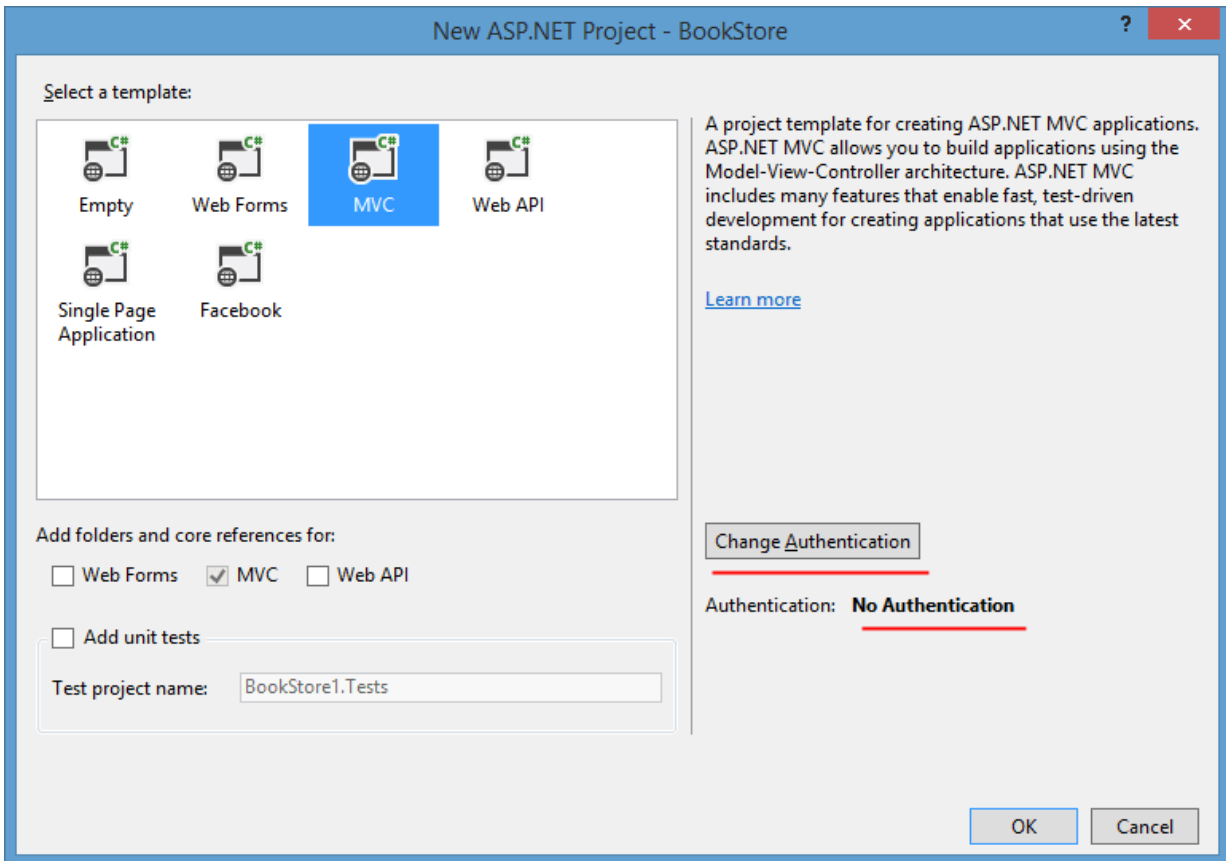 New ASP.NET Project - BookStore
?
Select a template:
C# C# C# C#
Empty Web Forms MVC Web API
C# C#
Single Page Facebook
Application
A project template for creating ASP.NET MVC applications.
ASP.NET MVC allows you to build applications using the
Model-View-Controller architecture. ASP.NET MVC
includes many features that enable fast, test-driven
development for creating applications that use the latest
standards.
Learn more
Add folders and core references for:
Web Forms MVC Web API
Add unit tests
Test project name: BookStore1.Tests
Change Authentication
Authentication: No Authentication
OK Cancel